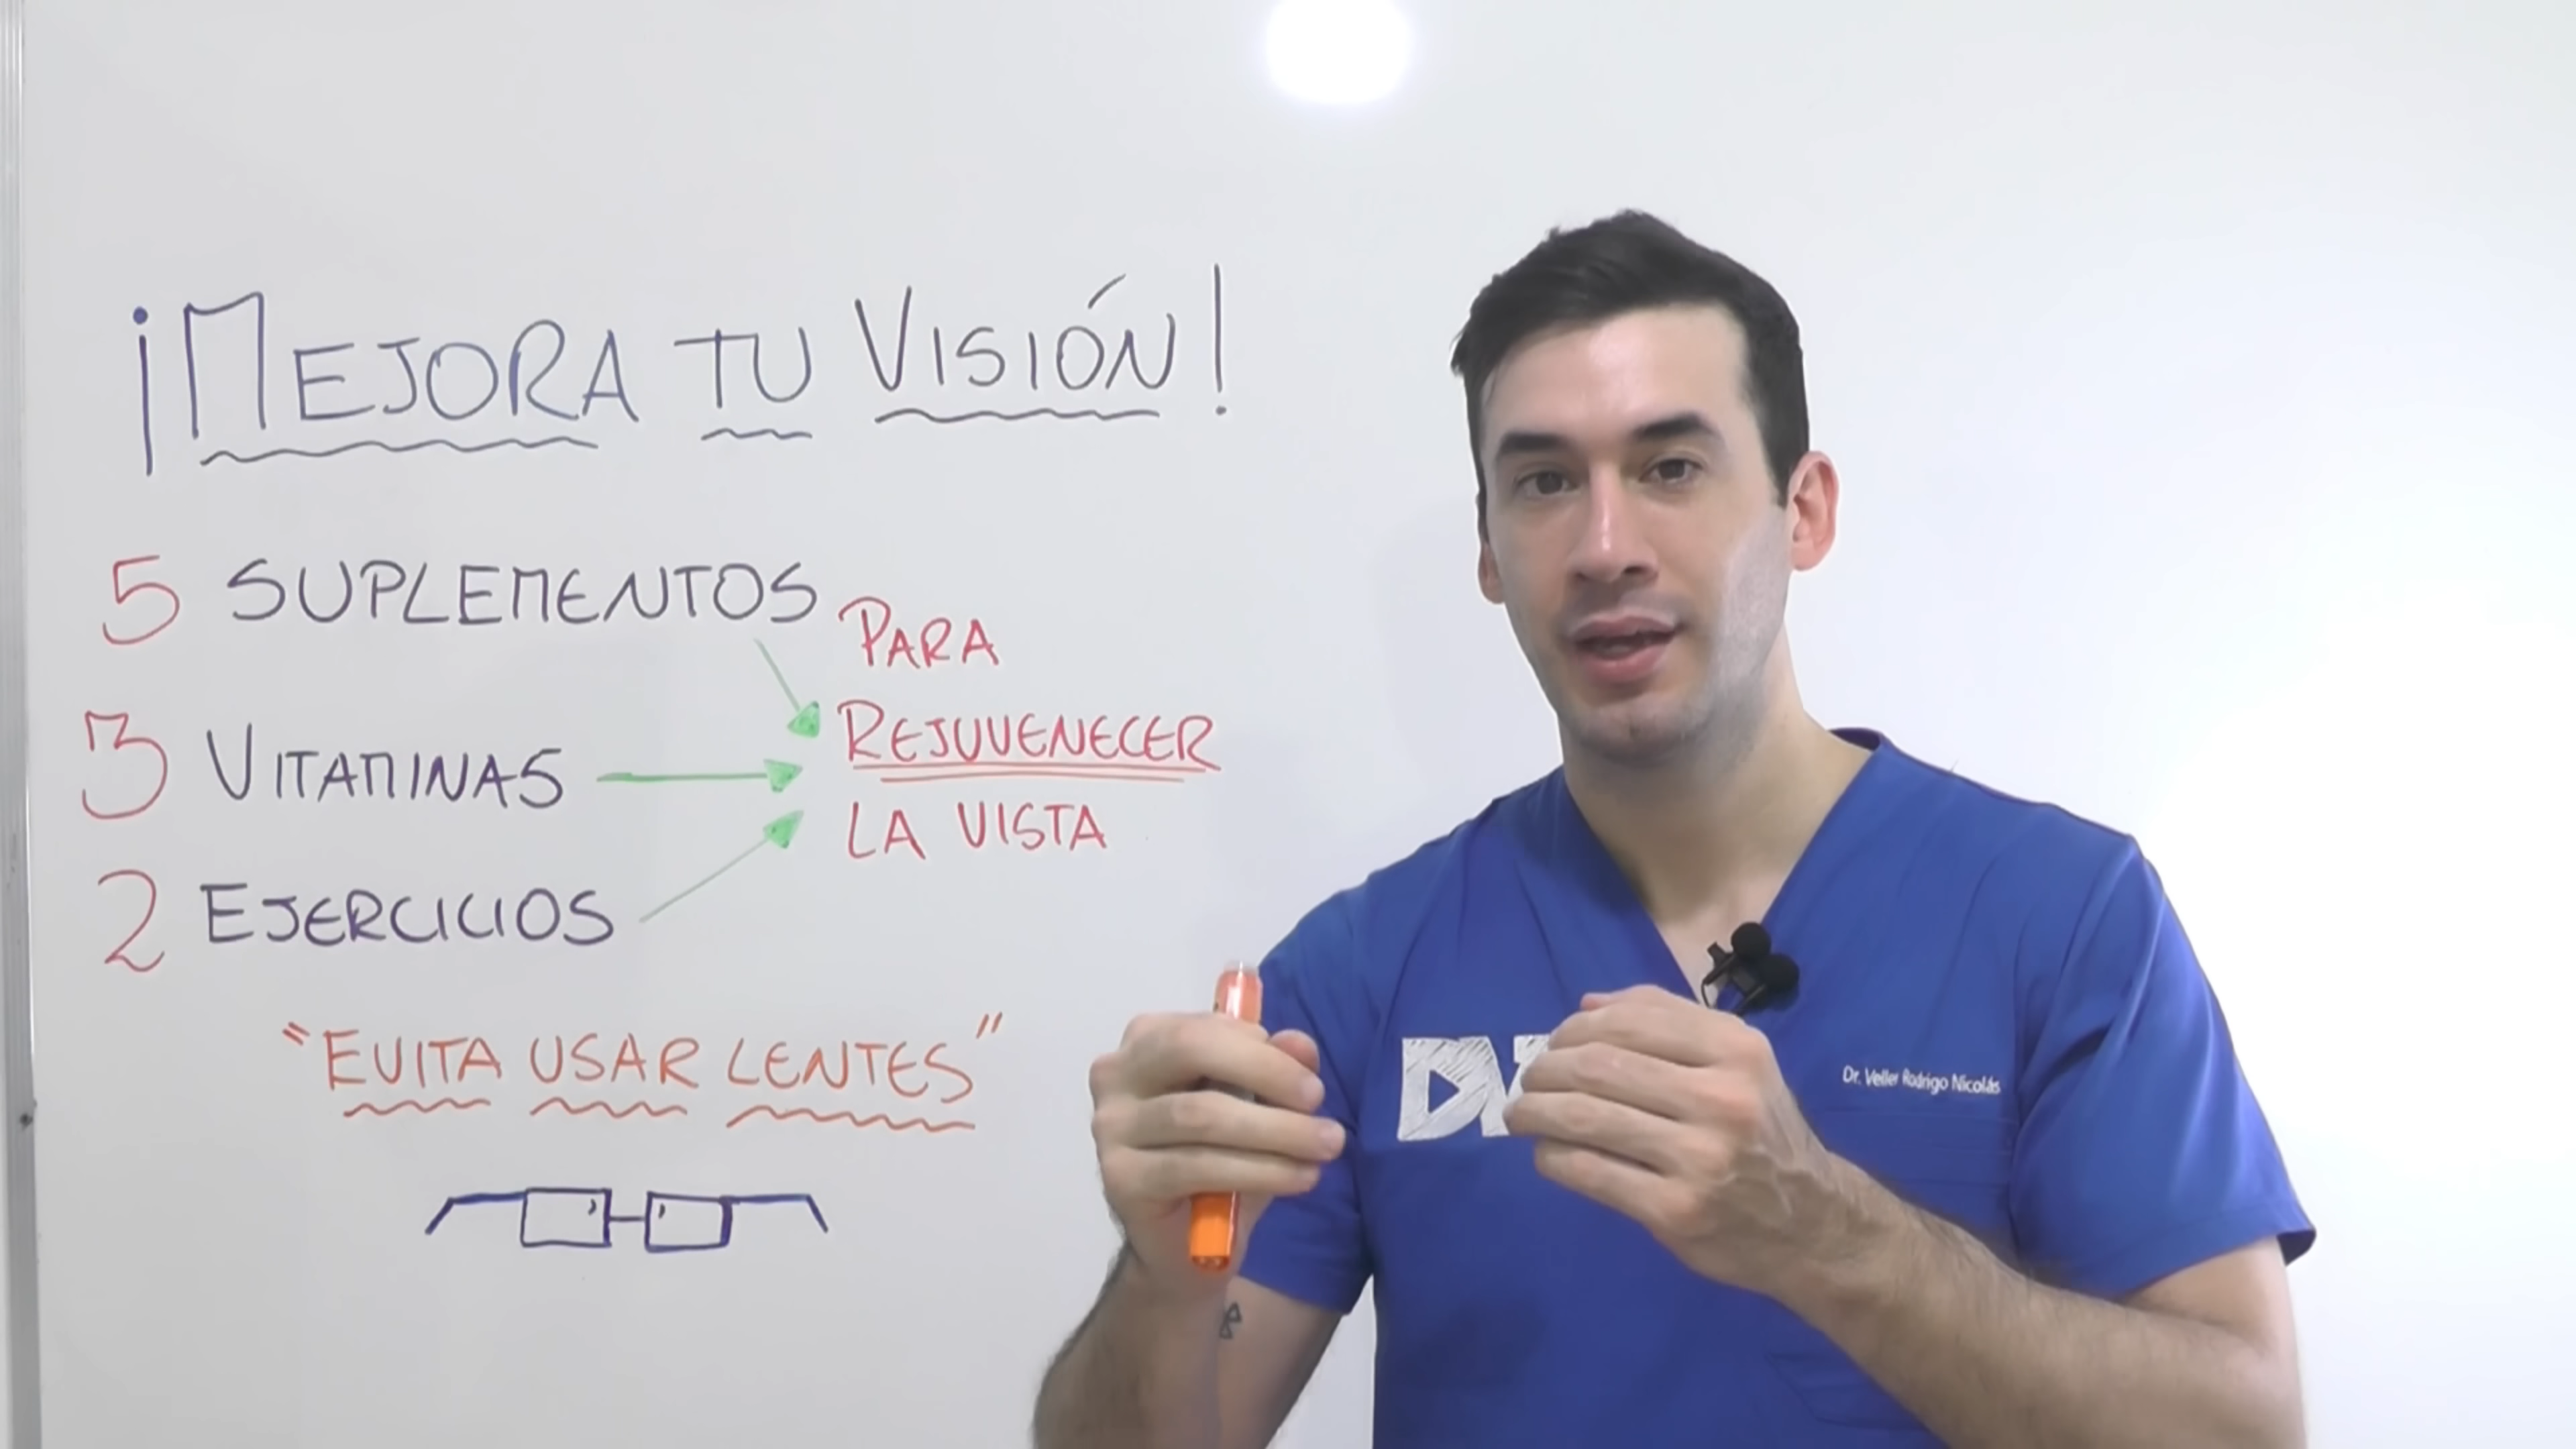 ¡MEJORA TU VISIÓN!
5 SUPLEMENTOS
3 VITAMINAS
2 EJERCICIOS
PARA
REJUVENECER
LA VISTA
"EVITA USAR LENTES"
Dr. Veller Rodrigo Nicolás